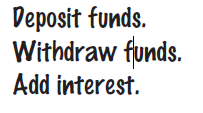 Deposit funds.
Withdraw funds.
Add interest.